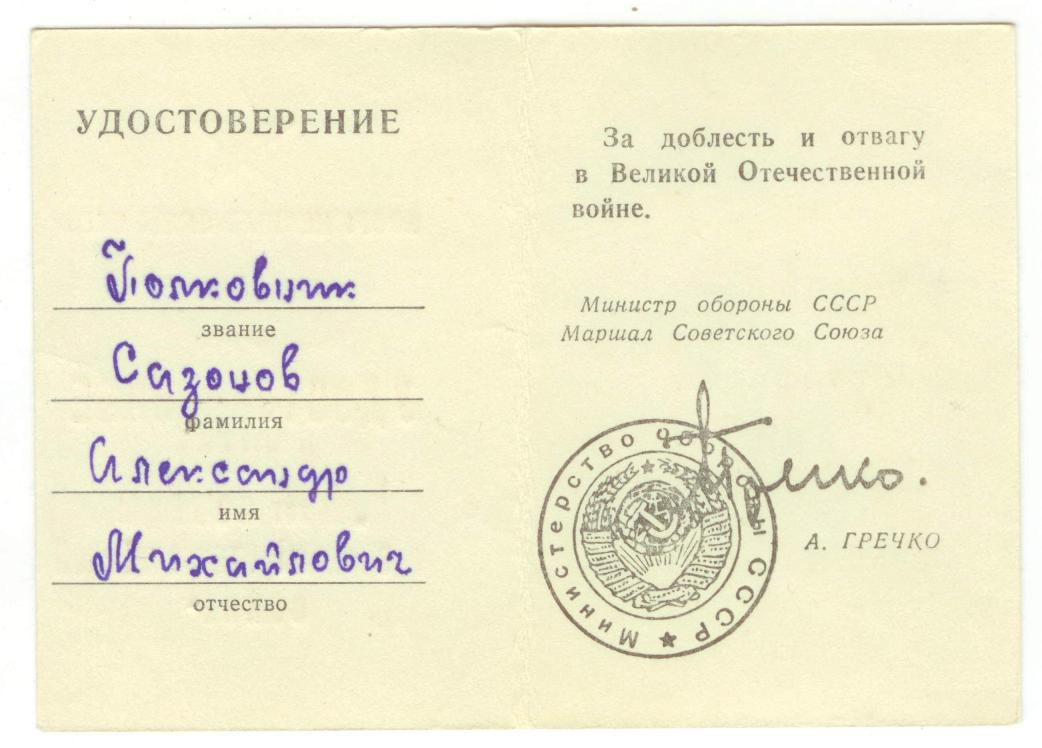 УДОСТОВЕРЕНИЕ
Полковник
звание
Сазонов
фамилия
Александр
имя
Михайлович
отчество
За доблесть и отвагу
в Великой Отечественной
войне.
Министр обороны СССР
Маршал Советского Союза
Министерство обороны СССР
Гречко.
А. ГРЕЧКО